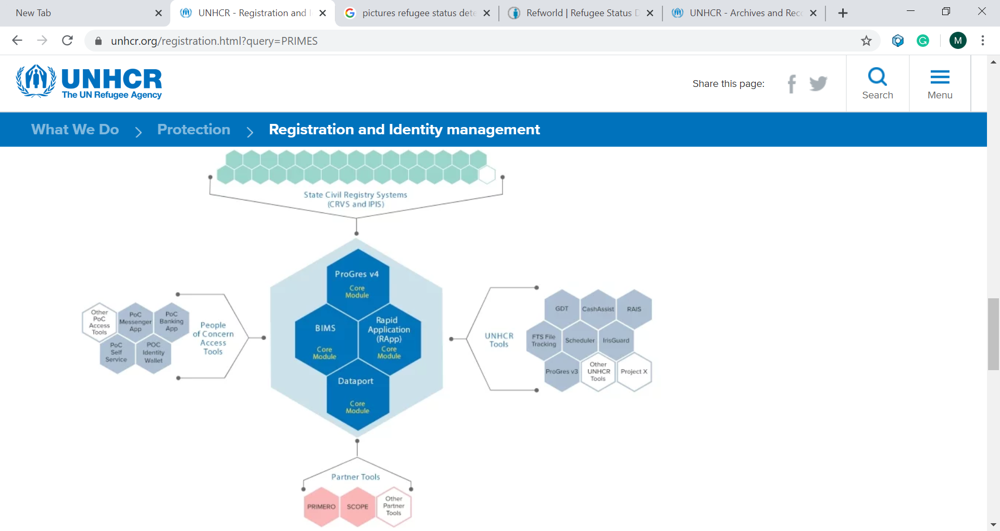 New Tab
UNHCR - Registration and
pictures refugee status dete
Refworld | Refugee Status D
UNHCR - Archives and Reco
unhcr.org/registration.html?query=PRIMES
G
M
UNHCR
The UN Refugee Agency
Share this page:
Search
Menu
What We Do
Protection
Registration and Identity management
State Civil Registry Systems
(CRVS and IPIS)
ProGres v4
Core
Module
BIMS
Core
Module
Rapid
Application
(RApp)
Core
Module
Dataport
Core
Module
Other
PoC
Access
Tools
PoC
Messenger
App
PoC
Banking
App
PoC
Self
Service
POC
Identity
Wallet
People
of Concern
Access
Tools
UNHCR
Tools
GDT
CashAssist
RAIS
FTS File
Tracking
Scheduler
IrisGuard
ProGres v3
Other
UNHCR
Tools
Project X
Partner Tools
PRIMERO
SCOPE
Other
Partner
Tools